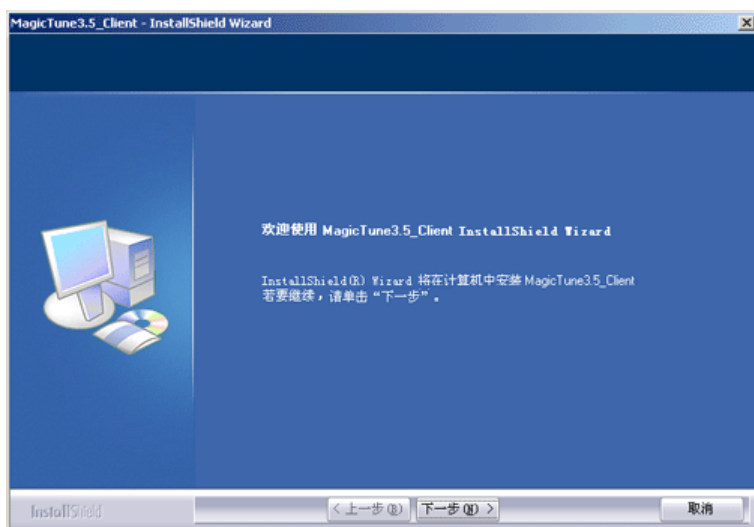 MagicTune3.5_Client - InstallShield Wizard
欢迎使用 MagicTune3.5_Client InstallShield Wizard
InstallShield(R) Wizard 将在计算机中安装 MagicTune3.5_Client
若要继续，请单击“下一步”。
InstallShield
< 上一步(B)
下一步(N) >
取消